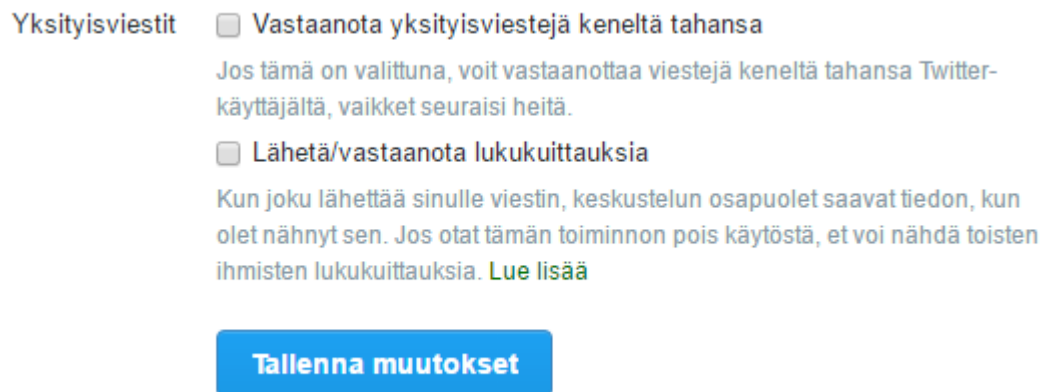 Yksityisviestit
Vastaanota yksityisviestejä keneltä tahansa
Jos tämä on valittuna, voit vastaanottaa viestejä keneltä tahansa Twitter-
käyttäjältä, vaikket seuraisi heitä.
Lähetä/vastaanota lukukuittauksia
Kun joku lähettää sinulle viestin, keskustelun osapuolet saavat tiedon, kun
olet nähnyt sen. Jos otat tämän toiminnon pois käytöstä, et voi nähdä toisten
ihmisten lukukuittauksia. Lue lisää
Tallenna muutokset